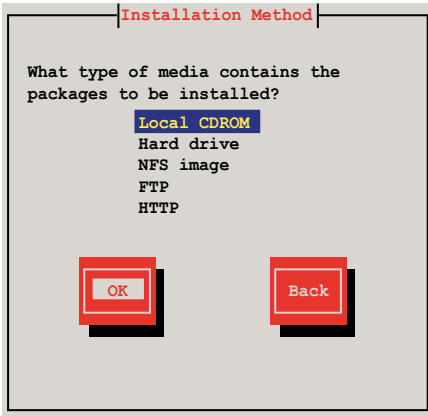 Installation Method
What type of media contains the
packages to be installed?
Local CDROM
Hard drive
NFS image
FTP
HTTP
OK
Back